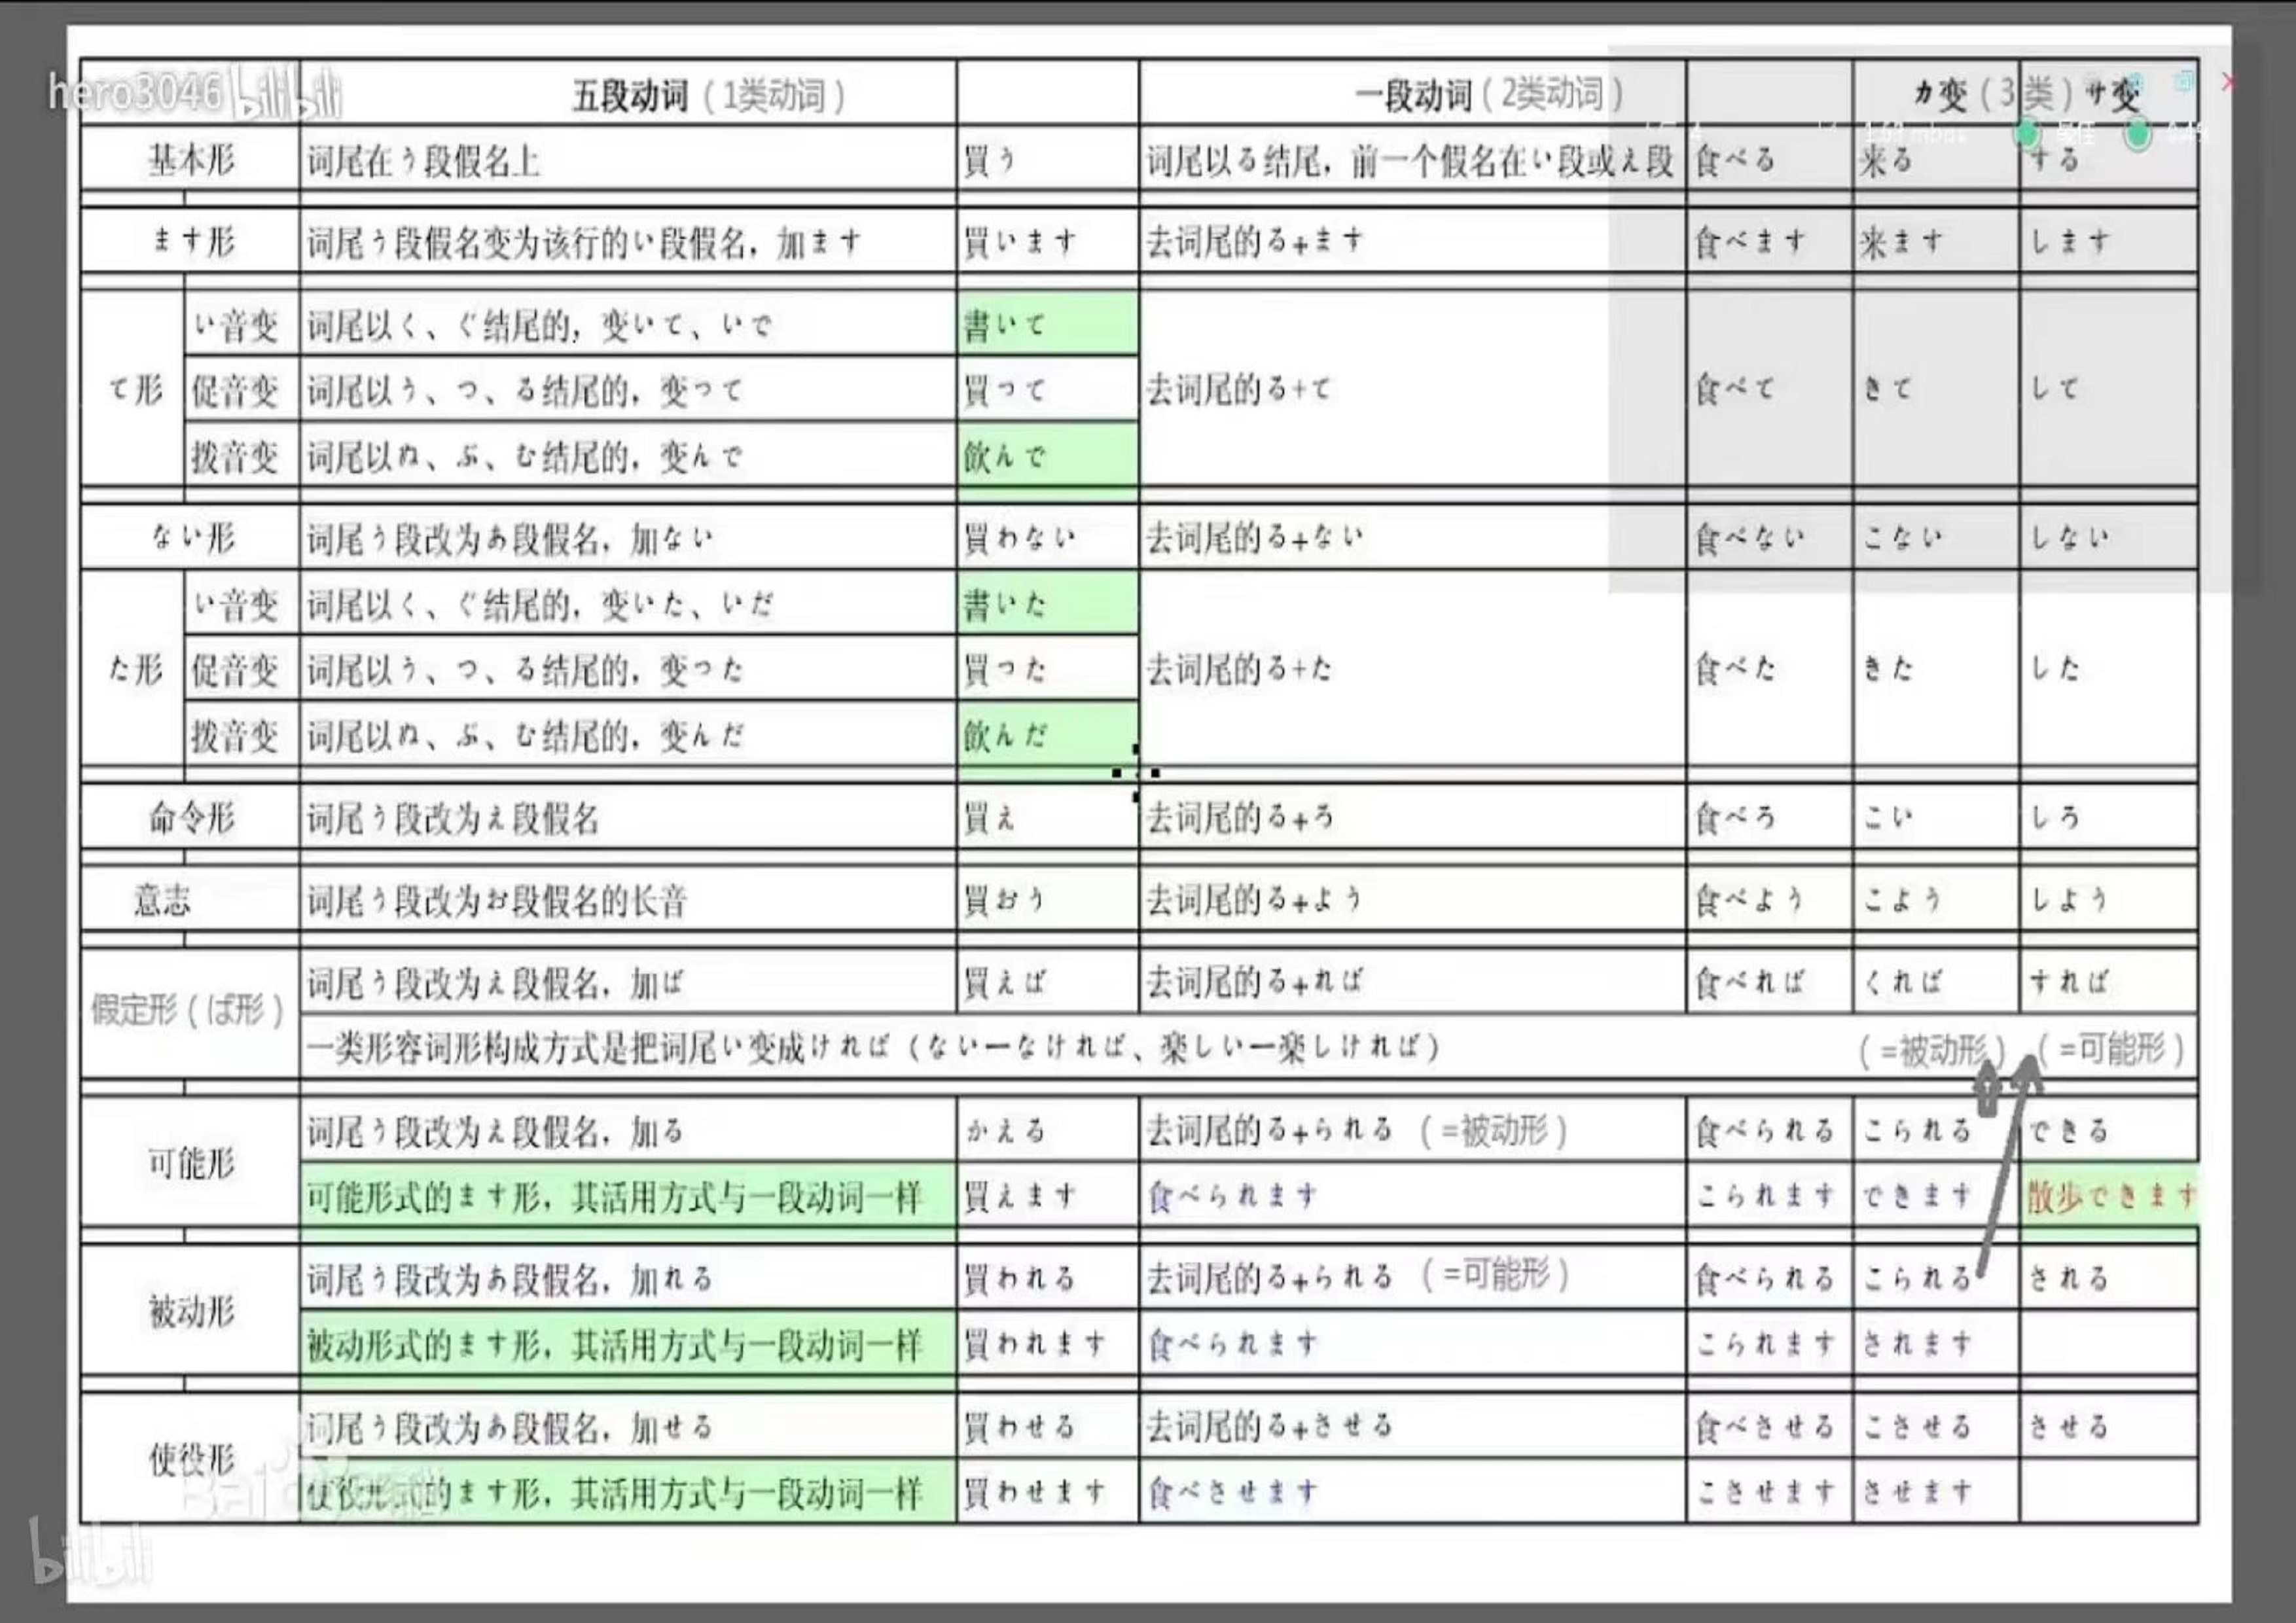 hero3046 bilibili
五段动词（1类动词） 一段动词（2类动词） カ变（3类）サ变
基本形 词尾在う段假名上 買う 词尾以る结尾，前一个假名在い段或え段 食べる 来る する
ます形 词尾う段假名变为该行的い段假名，加ます 買います 去词尾的る+ます 食べます 来ます します
て形 い音变 词尾以く、ぐ结尾的，变いて、いで 書いて
促音变 词尾以う、つ、る结尾的，变って 買って 去词尾的る+て 食べて きて して
拨音变 词尾以ぬ、ぶ、む结尾的，变んで 飲んで
ない形 词尾う段改为あ段假名，加ない 買わない 去词尾的る+ない 食べない こない しない
た形 い音变 词尾以く、ぐ结尾的，变いた、いだ 書いた
促音变 词尾以う、つ、る结尾的，变った 買った 去词尾的る+た 食べた きた した
拨音变 词尾以ぬ、ぶ、む结尾的，变んだ 飲んだ
命令形 词尾う段改为え段假名 買え 去词尾的る+ろ 食べろ こい しろ
意志 词尾う段改为お段假名的长音 買おう 去词尾的る+よう 食べよう こよう しよう
假定形（ば形） 词尾う段改为え段假名，加ば 買えば 去词尾的る+れば 食べれば くれば すれば
一类形容词形构成方式是把词尾い变成ければ（ない一なければ、楽しい一楽しければ） （=被动形） （=可能形）
可能形 词尾う段改为え段假名，加る かえる 去词尾的る+られる （=被动形） 食べられる こられる できる
可能形式的ます形，其活用方式与一段动词一样 買えます 食べられます こられます できます 散歩できます
被动形 词尾う段改为あ段假名，加れる 買われる 去词尾的る+られる （=可能形） 食べられる こられる される
被动形式的ます形，其活用方式与一段动词一样 買われます 食べられます こられます されます
使役形 词尾う段改为あ段假名，加せる 買わせる 去词尾的る+させる 食べさせる こさせる させる
使役形式的ます形，其活用方式与一段动词一样 買わせます 食べさせます こさせます させます
bilibili